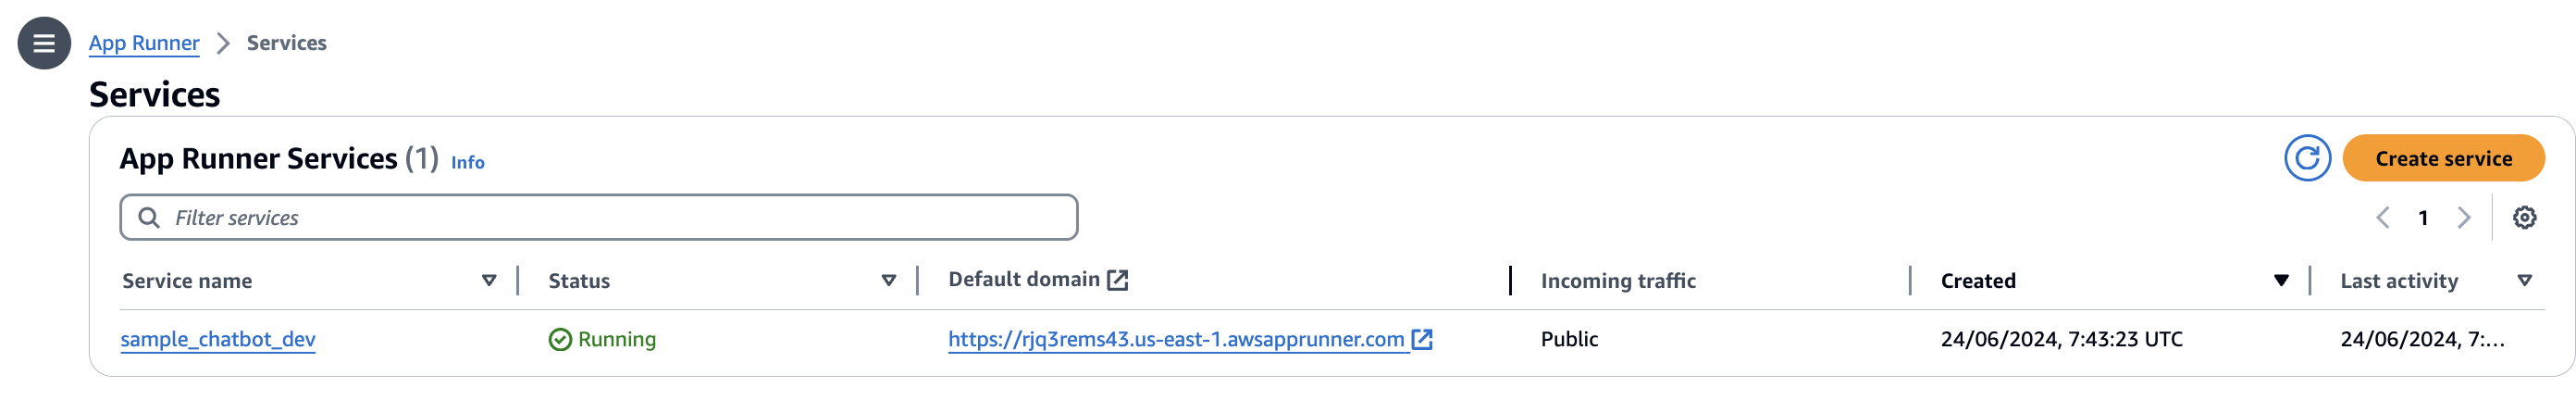 App Runner > Services
Services
App Runner Services (1) Info
Create service
Filter services
1
Service name Status Default domain Incoming traffic Created Last activity
sample_chatbot_dev Running https://rjq3rems43.us-east-1.awsapprunner.com Public 24/06/2024, 7:43:23 UTC 24/06/2024, 7:...